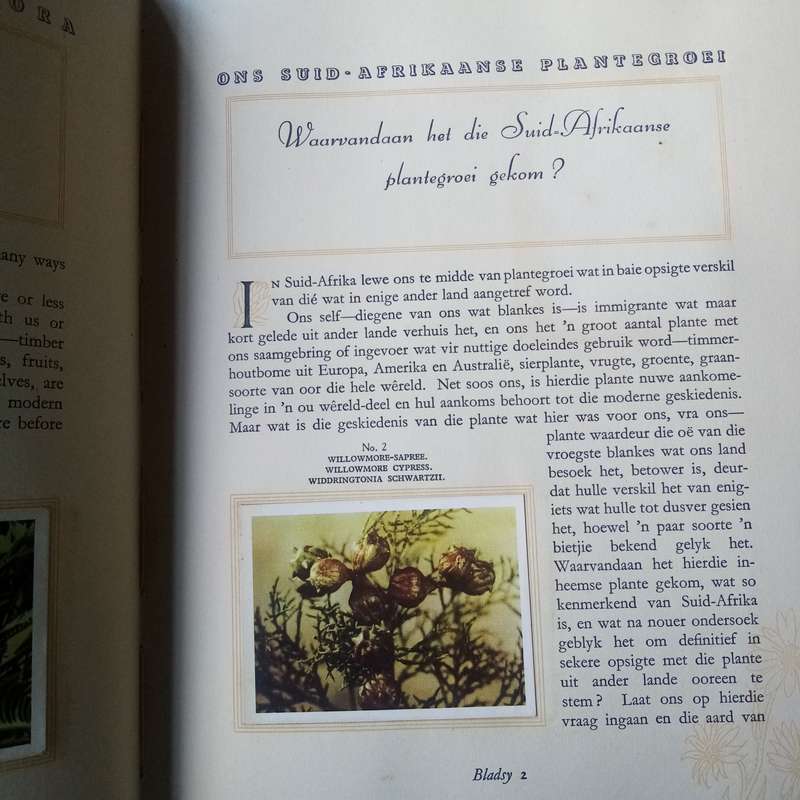 ORA
any ways
e or less
th us or
—timber
s, fruits,
elves, are
modern
re before
ONS SUID-AFRIKAANSE PLANTEGROEI
Waarvandaan het die Suid-Afrikaanse
plantegroei gekom?
IN Suid-Afrika lewe ons te midde van plantegroei wat in baie opsigte verskil
van dié wat in enige ander land aangetref word.
Ons self—diegene van ons wat blankes is—is immigrante wat maar
kort gelede uit ander lande verhuis het, en ons het 'n groot aantal plante met
ons saamgebring of ingevoer wat vir nuttige doeleindes gebruik word—timmer-
houtbome uit Europa, Amerika en Australië, sierplante, vrugte, groente, graan-
soorte van oor die hele wêreld. Net soos ons, is hierdie plante nuwe aankome-
linge in 'n ou wêreld-deel en hul aankoms behoort tot die moderne geskiedenis.
Maar wat is die geskiedenis van die plante wat hier was voor ons, vra ons—
plante waardeur die oë van die
vroegste blankes wat ons land
besoek het, betower is, deur-
dat hulle verskil het van enig-
iets wat hulle tot dusver gesien
het, hoewel 'n paar soorte 'n
bietjie bekend gelyk het.
Waarvandaan het hierdie in-
heemse plante gekom, wat so
kenmerkend van Suid-Afrika
is, en wat na nouer ondersoek
geblyk het om definitief in
sekere opsigte met die plante
uit ander lande ooreen te
stem? Laat ons op hierdie
vraag ingaan en die aard van
No. 2
WILLOWMORE-SAPREE.
WILLOWMORE CYPRESS.
WIDDRINGTONIA SCHWARTZII.
Bladsy 2